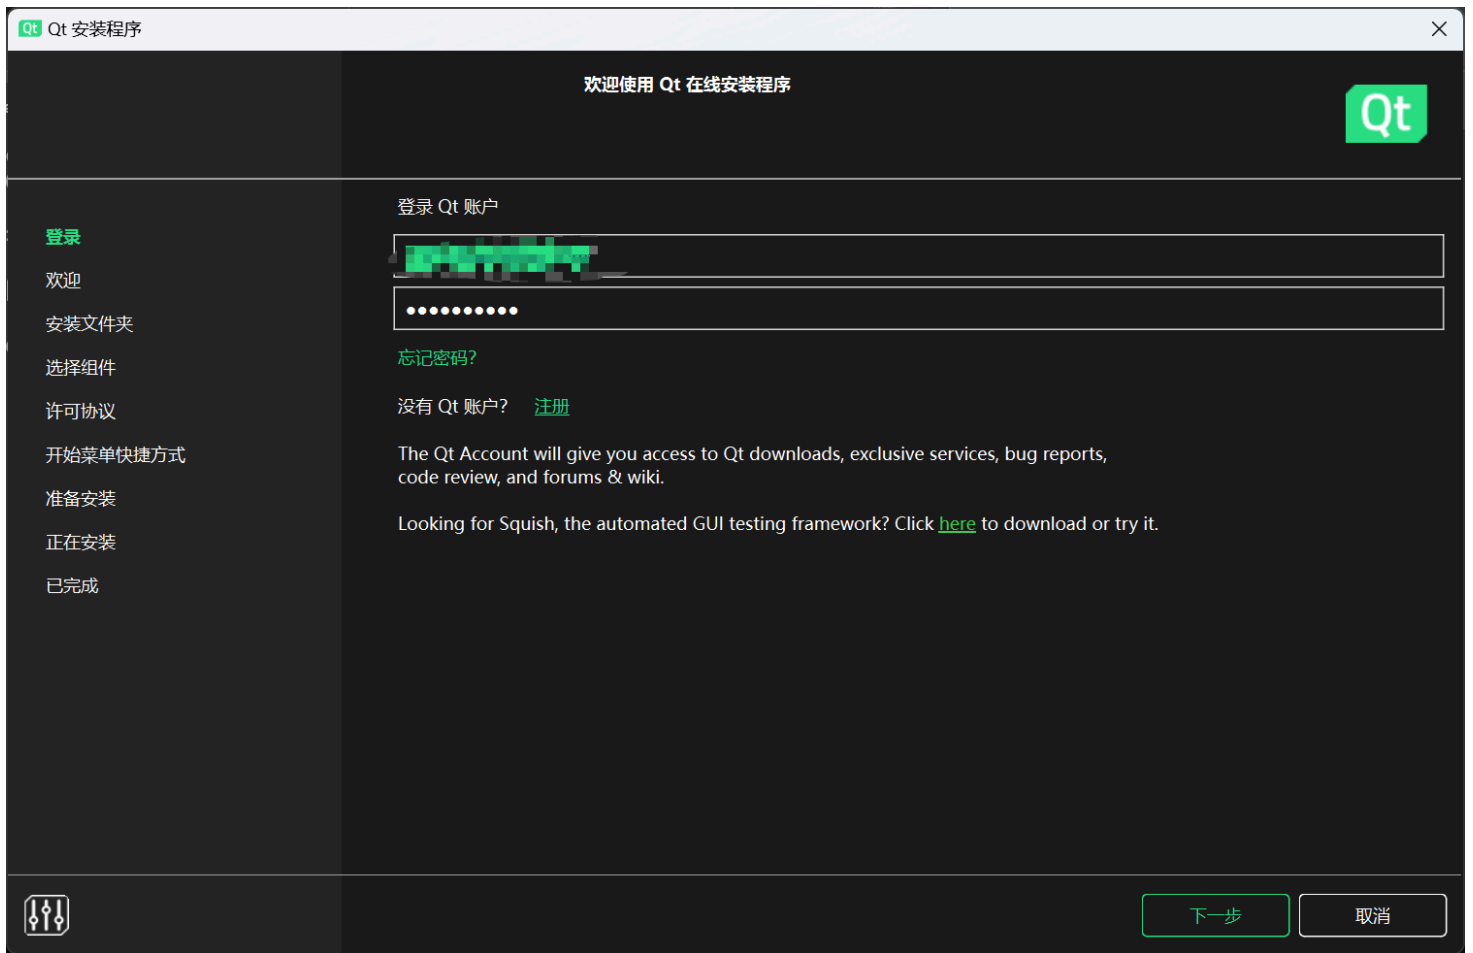 Qt Qt 安装程序
欢迎使用 Qt 在线安装程序
Qt
登录
欢迎
安装文件夹
选择组件
许可协议
开始菜单快捷方式
准备安装
正在安装
已完成
登录 Qt 账户
••••••••••
忘记密码?
没有 Qt 账户? 注册
The Qt Account will give you access to Qt downloads, exclusive services, bug reports,
code review, and forums & wiki.
Looking for Squish, the automated GUI testing framework? Click here to download or try it.
下一步
取消